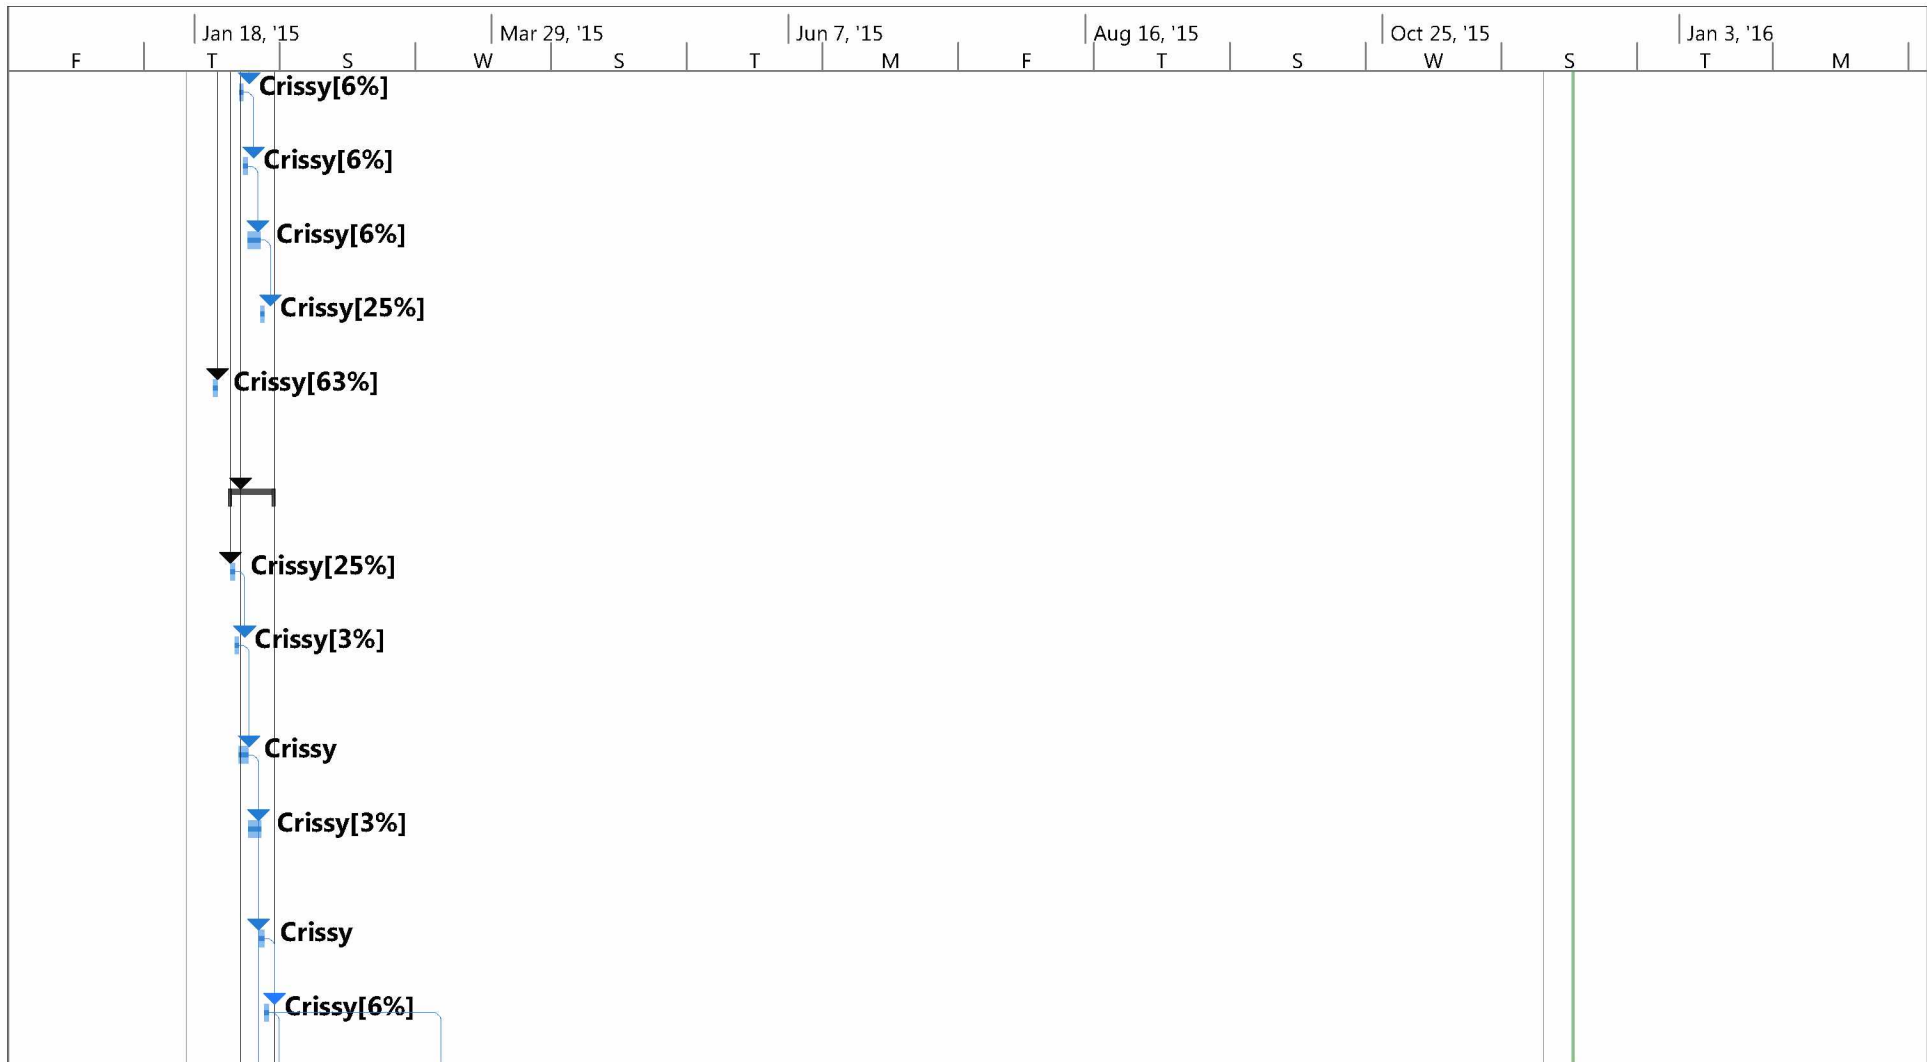 Jan 18, '15 Mar 29, '15 Jun 7, '15 Aug 16, '15 Oct 25, '15 Jan 3, '16
F T S W S T M F T S W S T M
Crissy[6%]
Crissy[6%]
Crissy[6%]
Crissy[25%]
Crissy[63%]
Crissy[25%]
Crissy[3%]
Crissy
Crissy[3%]
Crissy
Crissy[6%]